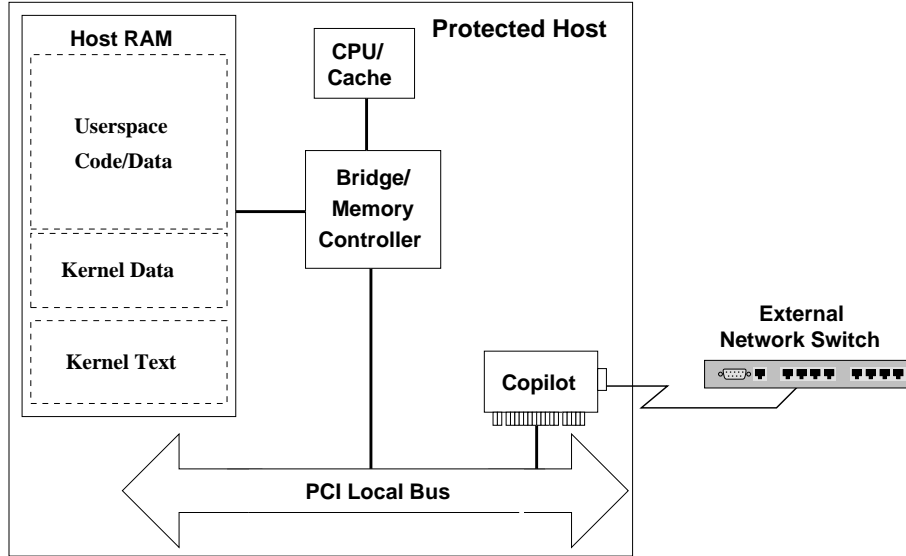 Protected Host
Host RAM
Userspace
Code/Data
Kernel Data
Kernel Text
CPU/
Cache
Bridge/
Memory
Controller
Copilot
PCI Local Bus
External
Network Switch